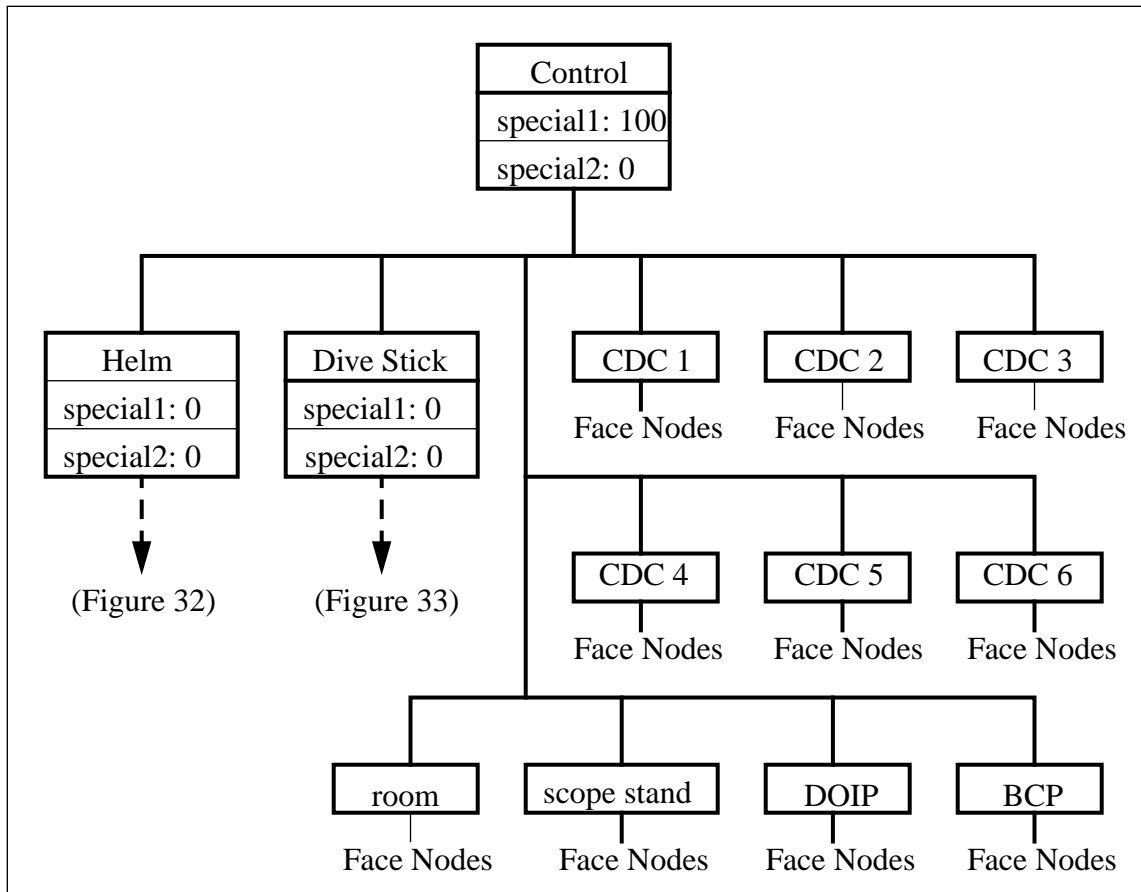 Control
special1: 100
special2: 0
Helm
special1: 0
special2: 0
Dive Stick
special1: 0
special2: 0
CDC 1
CDC 2
CDC 3
Face Nodes
Face Nodes
Face Nodes
(Figure 32)
(Figure 33)
CDC 4
CDC 5
CDC 6
Face Nodes
Face Nodes
Face Nodes
room
scope stand
DOIP
BCP
Face Nodes
Face Nodes
Face Nodes
Face Nodes